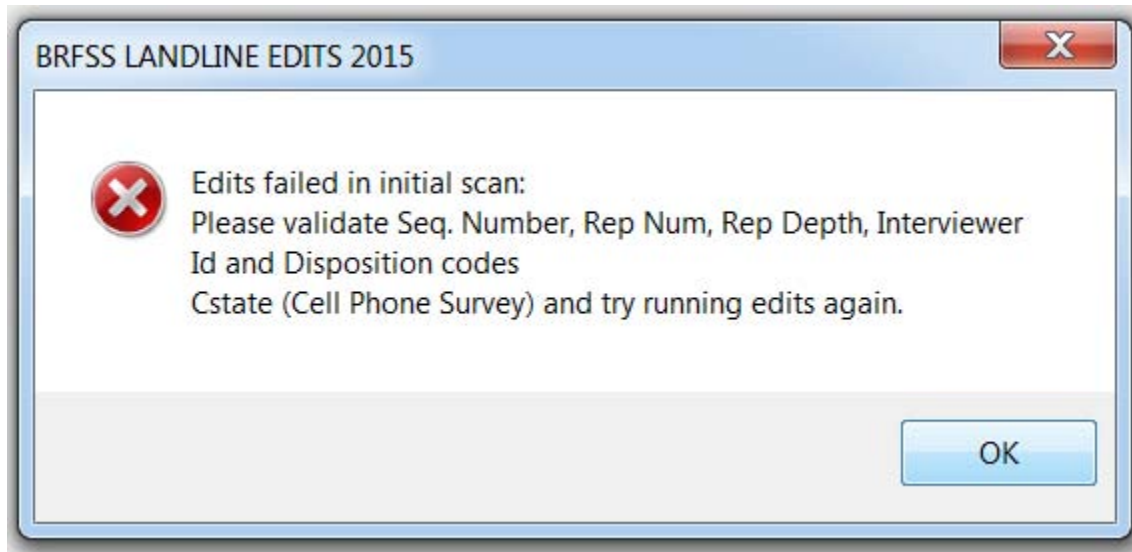 BRFSS LANDLINE EDITS 2015
Edits failed in initial scan:
Please validate Seq. Number, Rep Num, Rep Depth, Interviewer
Id and Disposition codes
Cstate (Cell Phone Survey) and try running edits again.
OK